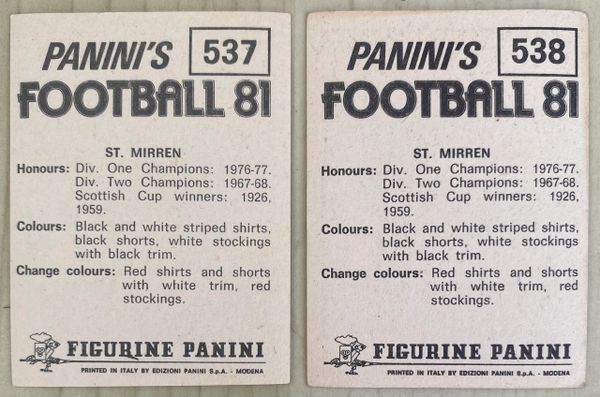 PANINI'S 537
FOOTBALL 81
ST. MIRREN
Honours: Div. One Champions: 1976-77.
Div. Two Champions: 1967-68.
Scottish Cup winners: 1926,
1959.
Colours: Black and white striped shirts,
black shorts, white stockings
with black trim.
Change colours: Red shirts and shorts
with white trim, red
stockings.
FIGURINE PANINI
PRINTED IN ITALY BY EDIZIONI PANINI S.p.A. - MODENA
PANINI'S 538
FOOTBALL 81
ST. MIRREN
Honours: Div. One Champions: 1976-77.
Div. Two Champions: 1967-68.
Scottish Cup winners: 1926,
1959.
Colours: Black and white striped shirts,
black shorts, white stockings
with black trim.
Change colours: Red shirts and shorts
with white trim, red
stockings.
FIGURINE PANINI
PRINTED IN ITALY BY EDIZIONI PANINI S.p.A. - MODENA